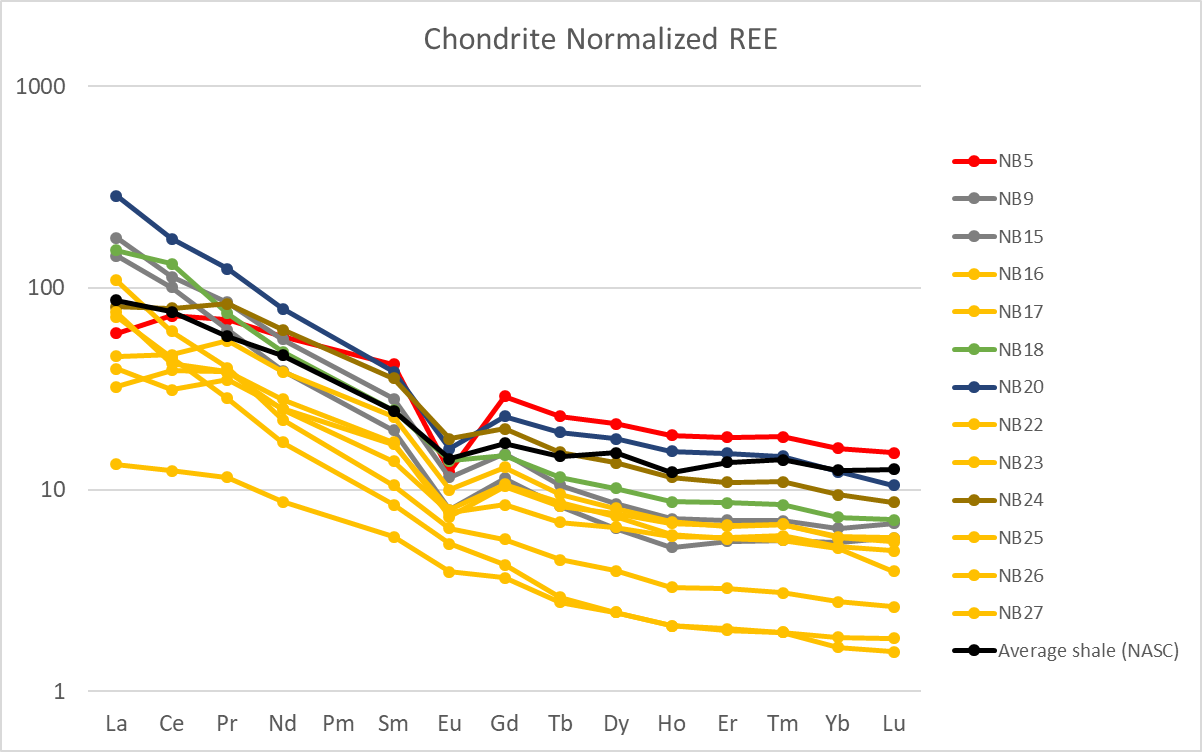 Chondrite Normalized REE
1000
100
10
1
La Ce Pr Nd Pm Sm Eu Gd Tb Dy Ho Er Tm Yb Lu
NB5
NB9
NB15
NB16
NB17
NB18
NB20
NB22
NB23
NB24
NB25
NB26
NB27
Average shale (NASC)